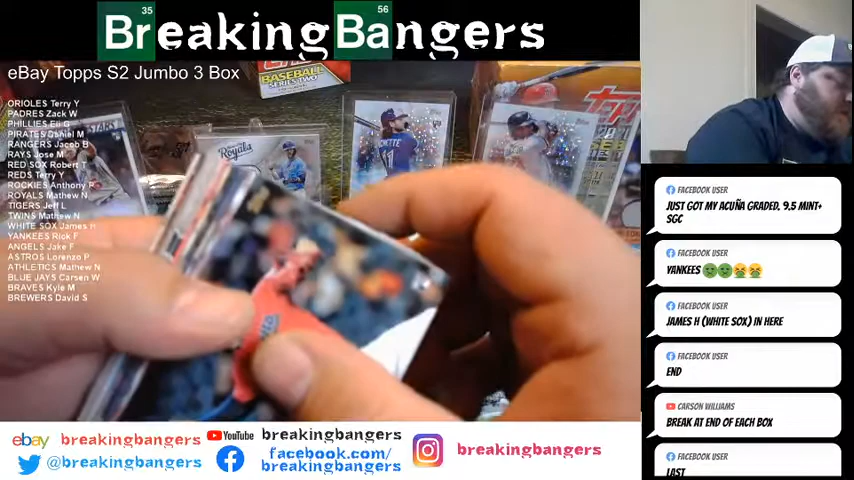 35
56
BreakingBangers
eBay Topps S2 Jumbo 3 Box
BASEBALL
SERIES TWO
ORIOLES Terry Y
PADRES Zack W
PHILLIES Eli G
PIRATES Daniel M
RANGERS Jacob B
RAYS Jose M
RED SOX Robert T
REDS Terry Y
ROCKIES Anthony P
ROYALS Mathew N
TIGERS Jeff L
TWINS Mathew N
WHITE SOX James H
YANKEES Rick F
ANGELS Jake F
ASTROS Lorenzo P
ATHLETICS Mathew N
BLUE JAYS Carsen W
BRAVES Kyle M
BREWERS David S
Royals
FACEBOOK USER
JUST GOT MY ACUÑA GRADED. 9.5 MINT+
SGC
FACEBOOK USER
YANKEES
FACEBOOK USER
JAMES H (WHITE SOX) IN HERE
FACEBOOK USER
END
CARSON WILLIAMS
BREAK AT END OF EACH BOX
FACEBOOK USER
LAST
ebay breakingbangers
YouTube breakingbangers
@breakingbangers
facebook.com/
breakingbangers
breakingbangers